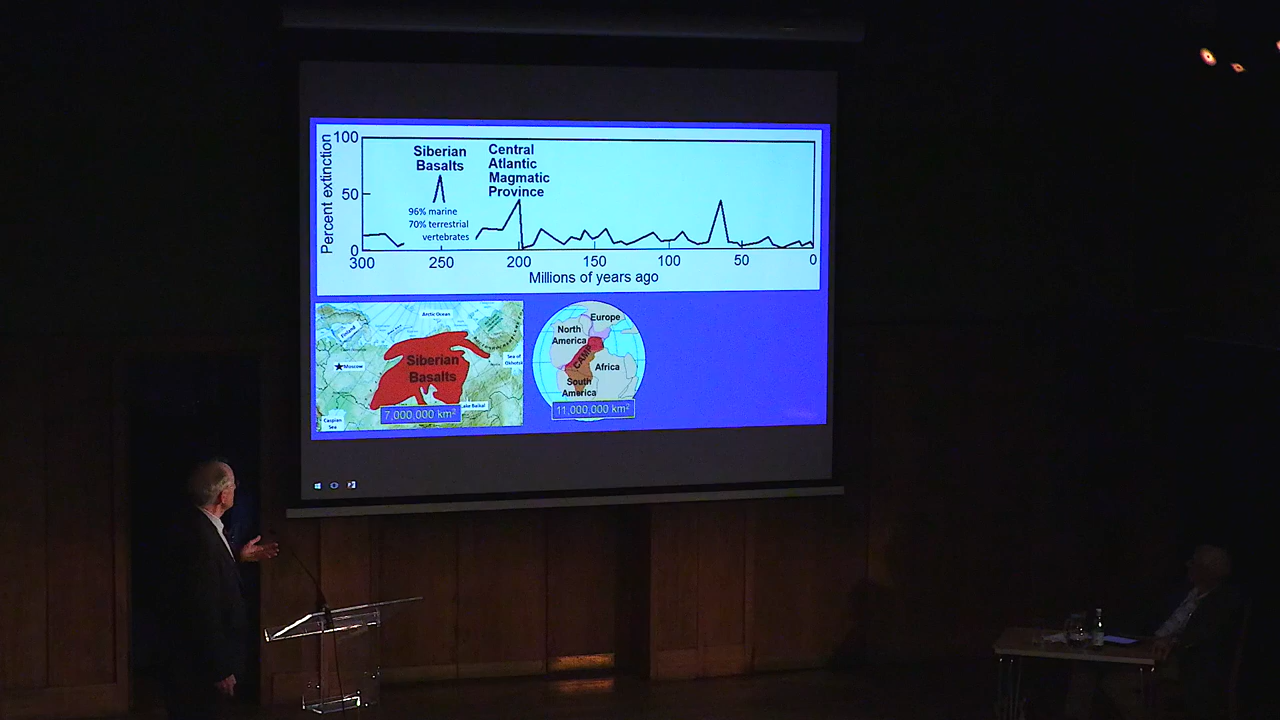 Percent extinction
100
50
0
Siberian
Basalts
96% marine
70% terrestrial
vertebrates
Central
Atlantic
Magmatic
Province
300
250
200
150
100
50
0
Millions of years ago
Arctic Ocean
Finland
Moscow
Sea of
Okhotsk
Siberian
Basalts
Lake Baikal
Caspian
Sea
7,000,000 km²
Europe
North
America
CAMP
Africa
South
America
11,000,000 km²